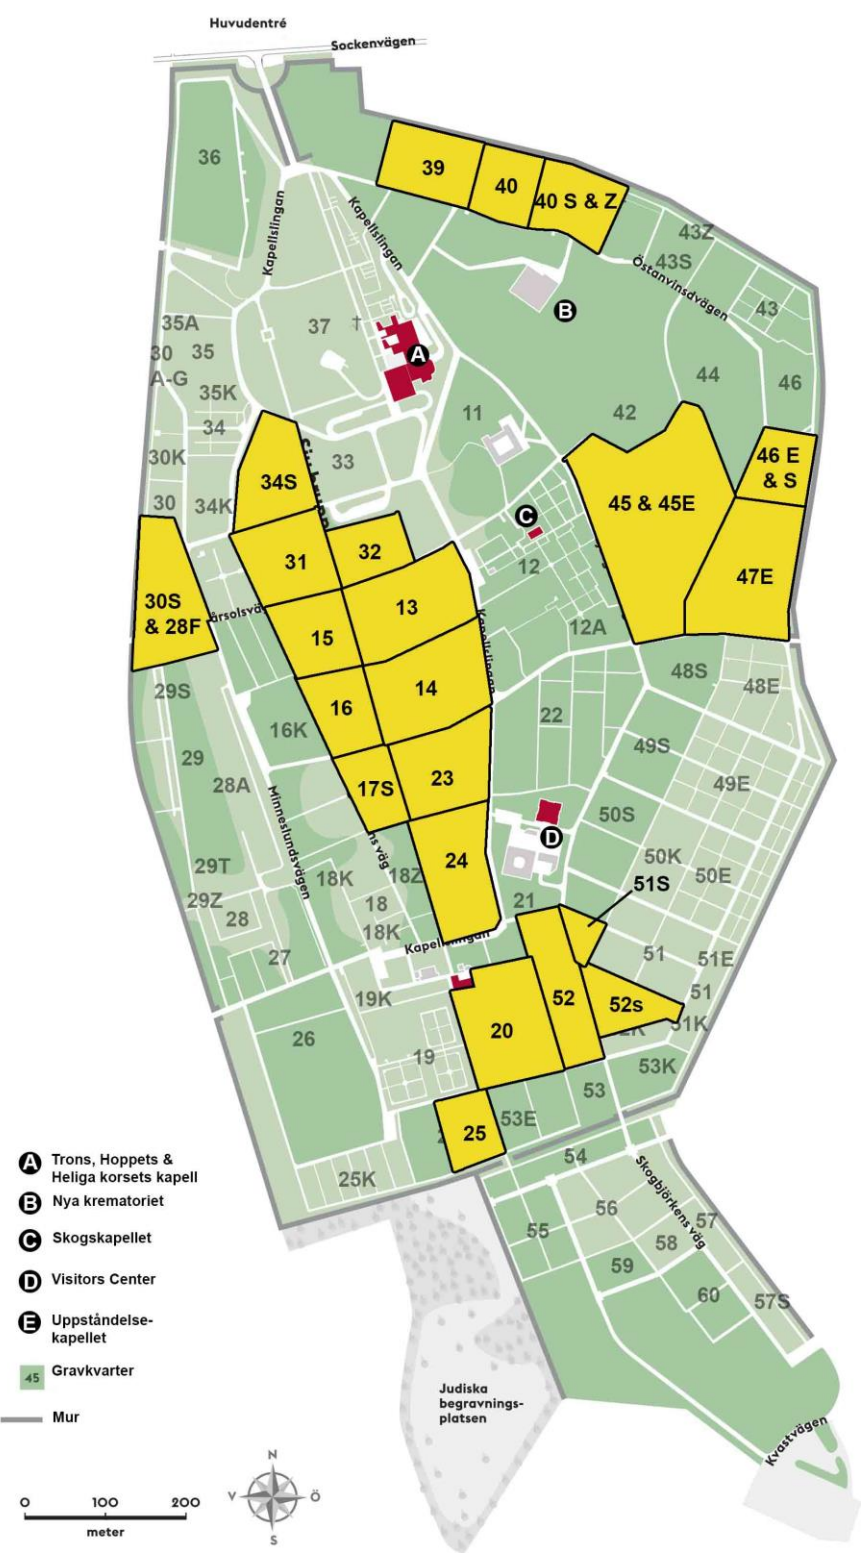 Huvudentré
Sockenvägen
36
39
40
40 S & Z
Kapellslingan
Kapellslingan
43Z
43S
Östanvindsvägen
43
B
35A
37
†
30
35
A-G
A
44
46
35K
11
42
34
30K
33
46 E
& S
34S
45 & 45E
30
34K
C
32
31
12
47E
30S
& 28F
13
15
12A
Kapellslingan
48S
29S
14
48E
16
22
16K
49S
29
28A
23
49E
17S
Minneslundsvägen
50S
D
ns väg
29T
24
50K
18K
18Z
50E
51S
29Z
18
21
28
18K
Kapellslingan
27
51
51E
19K
52
51
52s
51K
20
26
19
53K
53
53E
25
54
25K
Skogbjörkens väg
56
57
55
58
59
60
57S
A Trons, Hoppets &
Heliga korsets kapell
B Nya krematoriet
C Skogskapellet
D Visitors Center
E Uppståndelse-
kapellet
45 Gravkvarter
Mur
Judiska
begravnings-
platsen
Kvastvägen
N
V Ö
S
0 100 200
meter